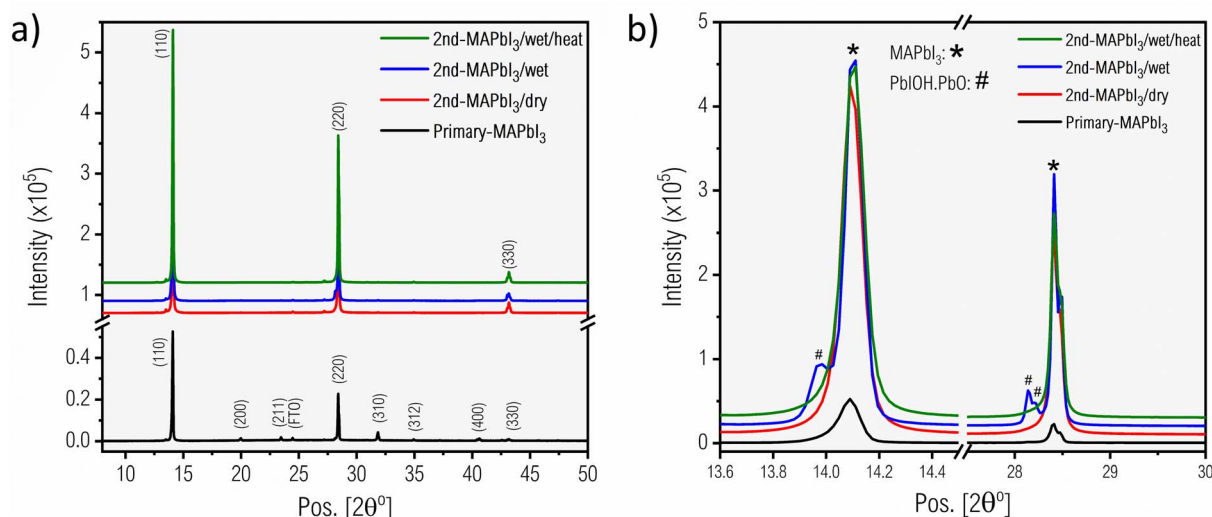 a)
2nd-MAPbI3/wet/heat
2nd-MAPbI3/wet
2nd-MAPbI3/dry
Primary-MAPbI3
(110)
(220)
(330)
5
4
3
2
1
Intensity (x10^5)
(110)
(200)
(211)
(FTO)
(220)
(310)
(312)
(400)
(330)
0.4
0.2
0.0
10 15 20 25 30 35 40 45 50
Pos. [2θ°]
b)
* MAPbI3: *
PbIOH.PbO: #
2nd-MAPbI3/wet/heat
2nd-MAPbI3/wet
2nd-MAPbI3/dry
Primary-MAPbI3
*
#
# #
5
4
3
2
1
0
Intensity (x10^5)
13.6 13.8 14.0 14.2 14.4 28 29 30
Pos. [2θ°]